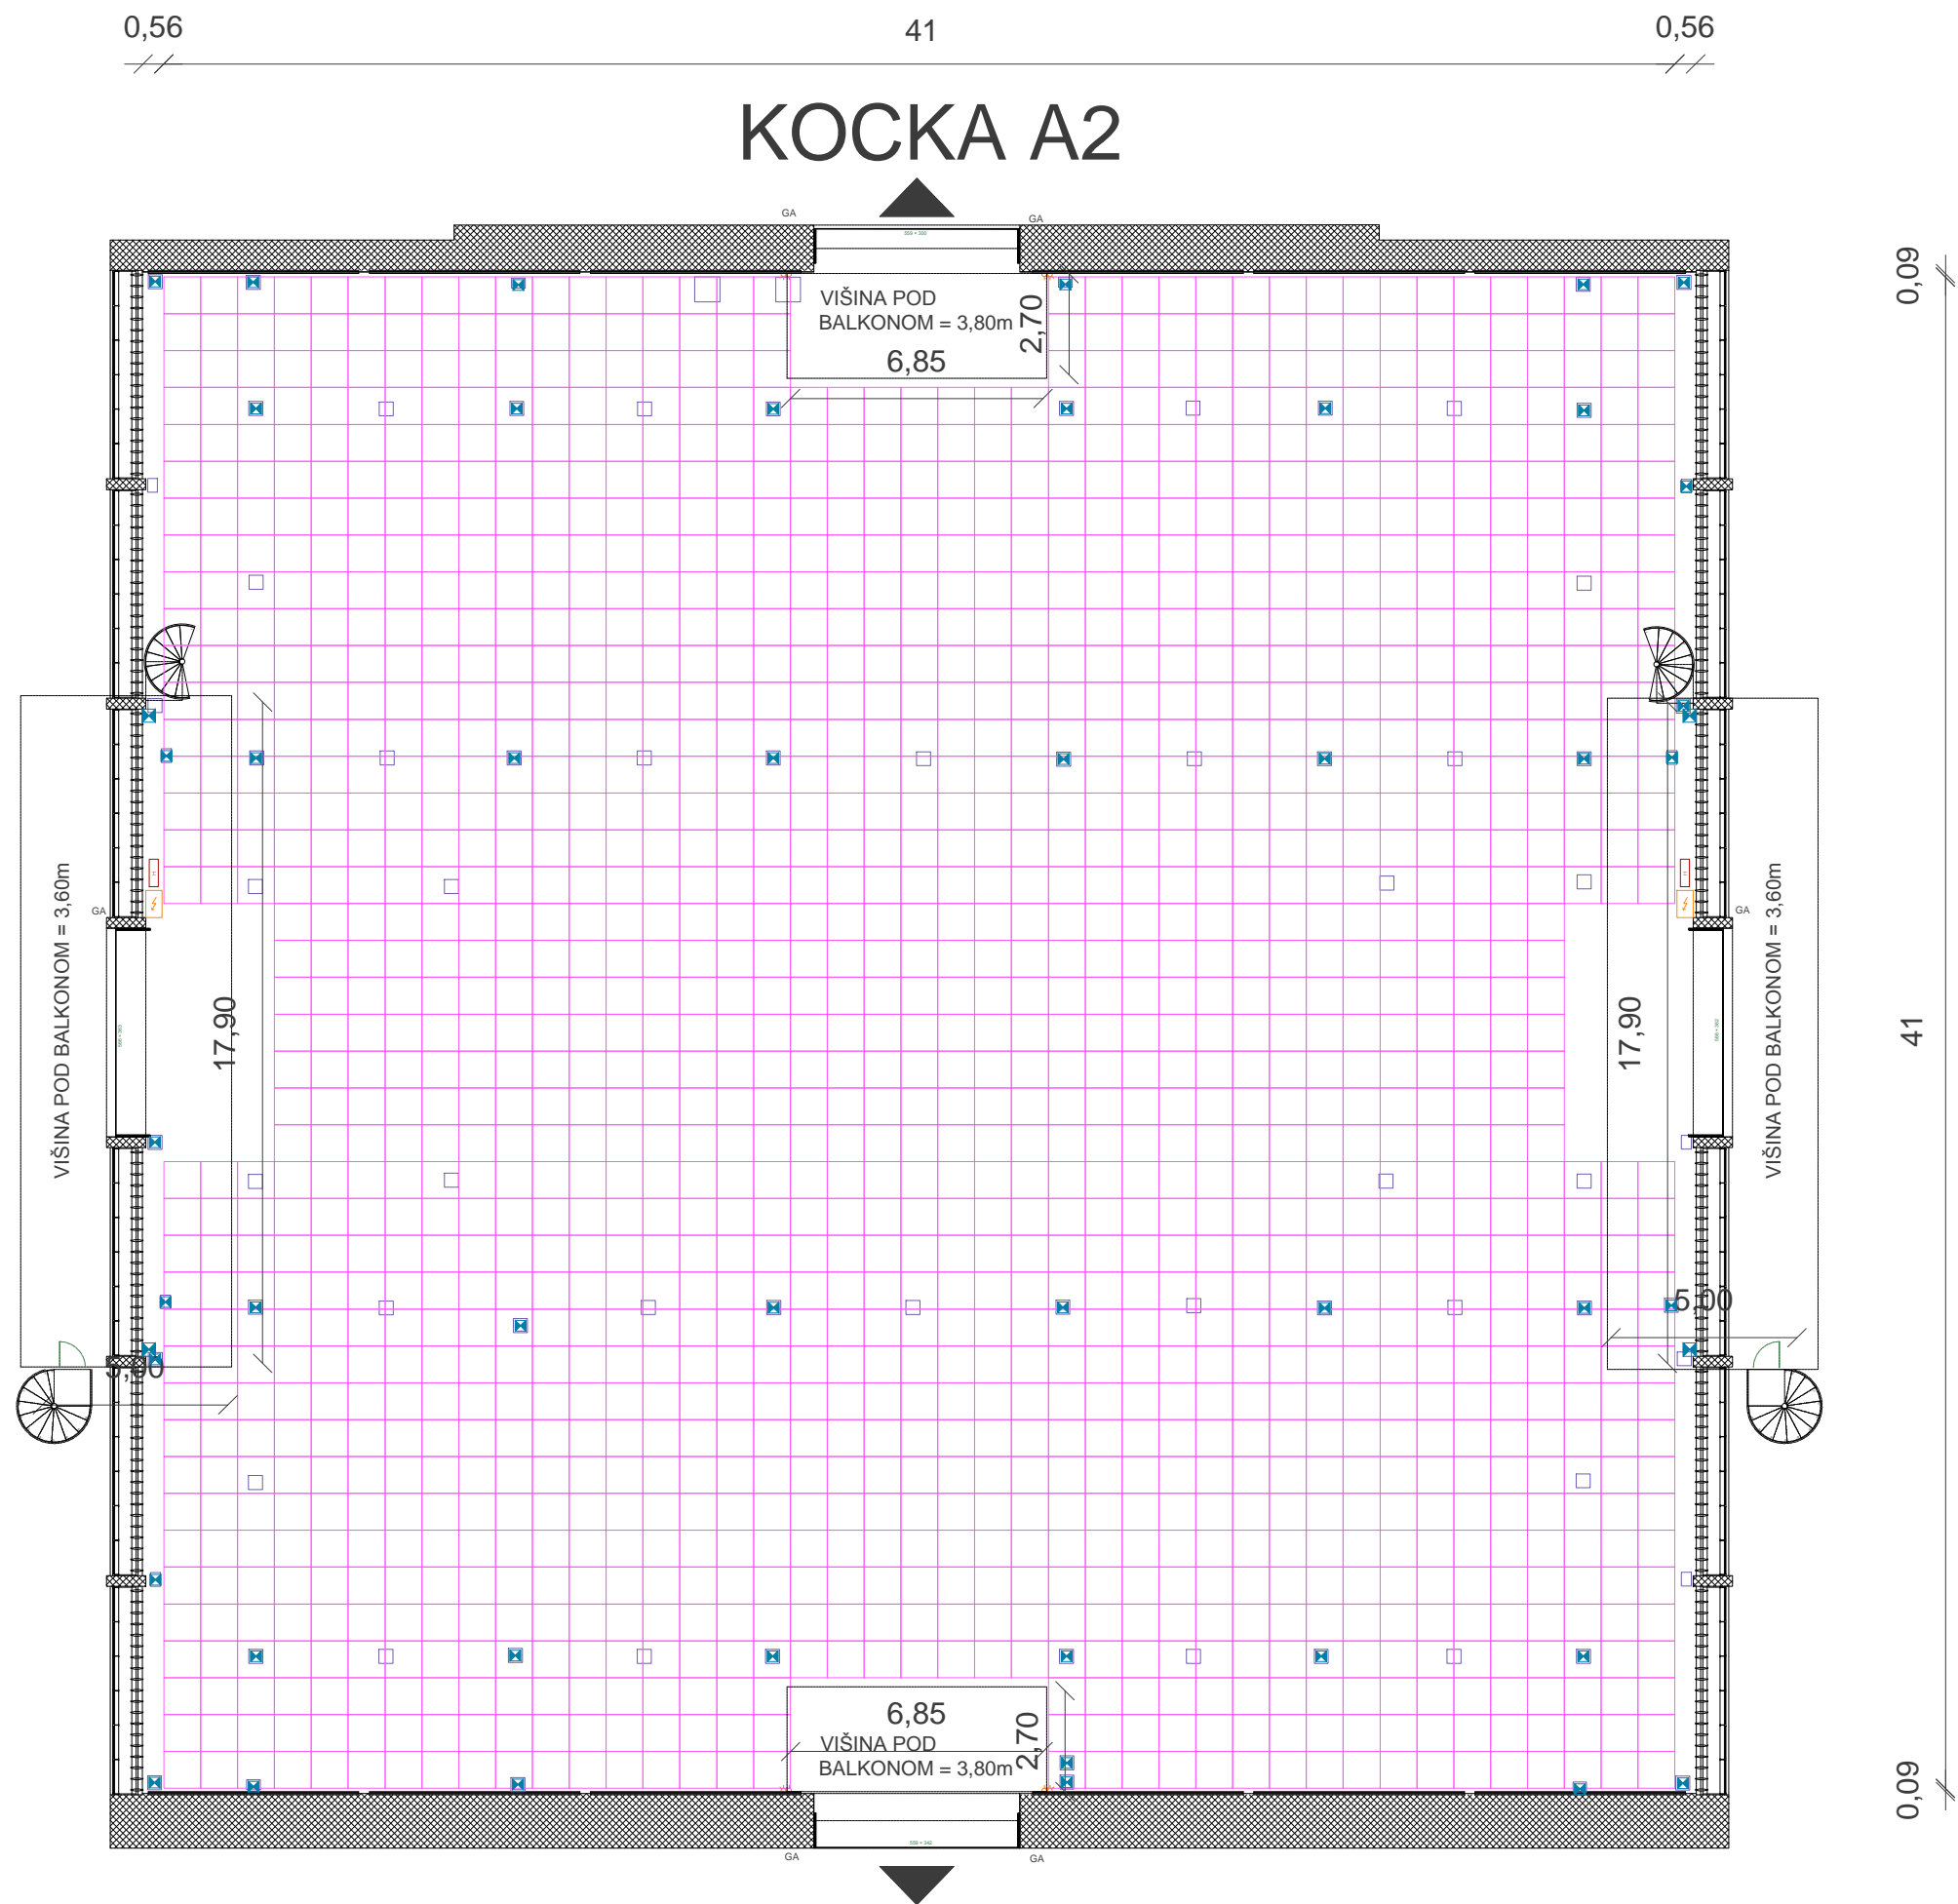 0,56
41
0,56
KOCKA A2
GA
GA
VIŠINA POD
BALKONOM = 3,80m
2,70
6,85
0,09
VIŠINA POD BALKONOM = 3,60m
GA
17,90
17,90
GA
VIŠINA POD BALKONOM = 3,60m
41
5,00
6,85
VIŠINA POD
BALKONOM = 3,80m
2,70
0,09
GA
GA